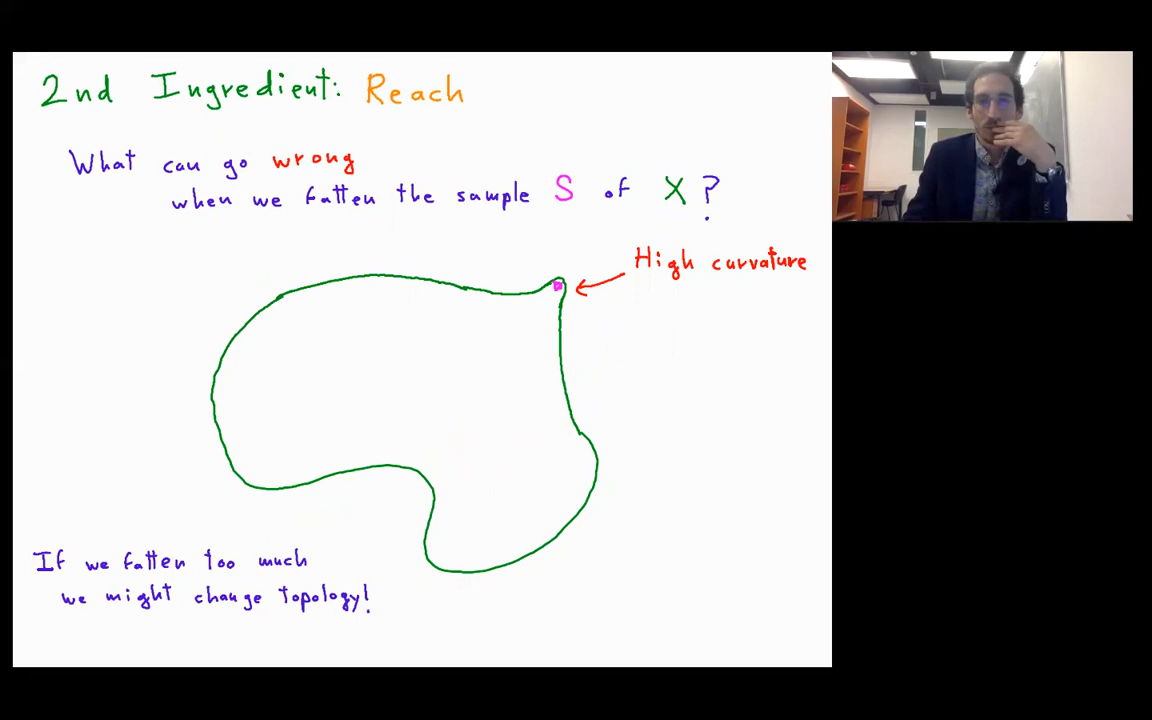 2nd Ingredient: Reach
What can go wrong
when we fatten the sample S of X?
High curvature
If we fatten too much
we might change topology!